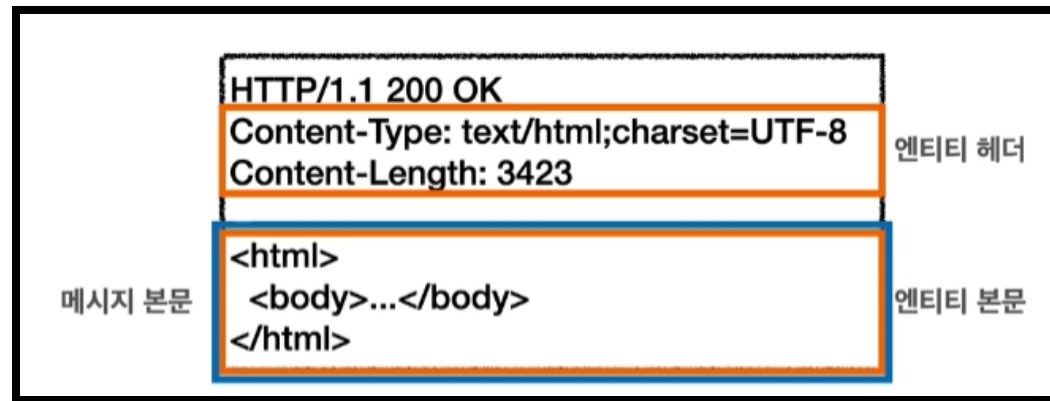 HTTP/1.1 200 OK
Content-Type: text/html;charset=UTF-8
Content-Length: 3423
엔티티 헤더
<html>
<body>...</body>
</html>
메시지 본문
엔티티 본문